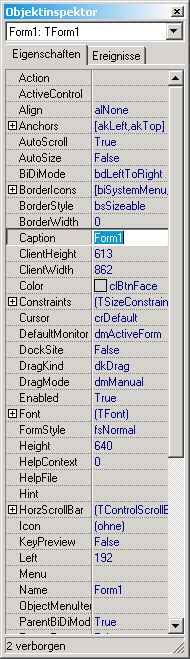 Objektinspektor
Form1: TForm1
Eigenschaften Ereignisse
Action
ActiveControl
Align alNone
Anchors [akLeft,akTop]
AutoScroll True
AutoSize False
BiDiMode bdLeftToRight
BorderIcons [biSystemMenu,
BorderStyle bsSizeable
BorderWidth 0
Caption Form1
ClientHeight 613
ClientWidth 862
Color clBtnFace
Constraints (TSizeConstrain
Cursor crDefault
DefaultMonitor dmActiveForm
DockSite False
DragKind dkDrag
DragMode dmManual
Enabled True
Font (TFont)
FormStyle fsNormal
Height 640
HelpContext 0
HelpFile
Hint
HorzScrollBar (TControlScrollB
Icon (ohne)
KeyPreview False
Left 192
Menu
Name Form1
ObjectMenuIter
ParentBiDiMod True
2 verborgen